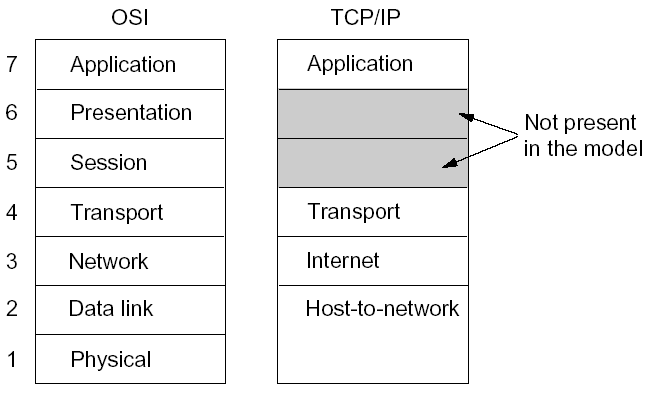 OSI TCP/IP
7 Application Application
6 Presentation
5 Session
Not present
in the model
4 Transport Transport
3 Network Internet
2 Data link Host-to-network
1 Physical